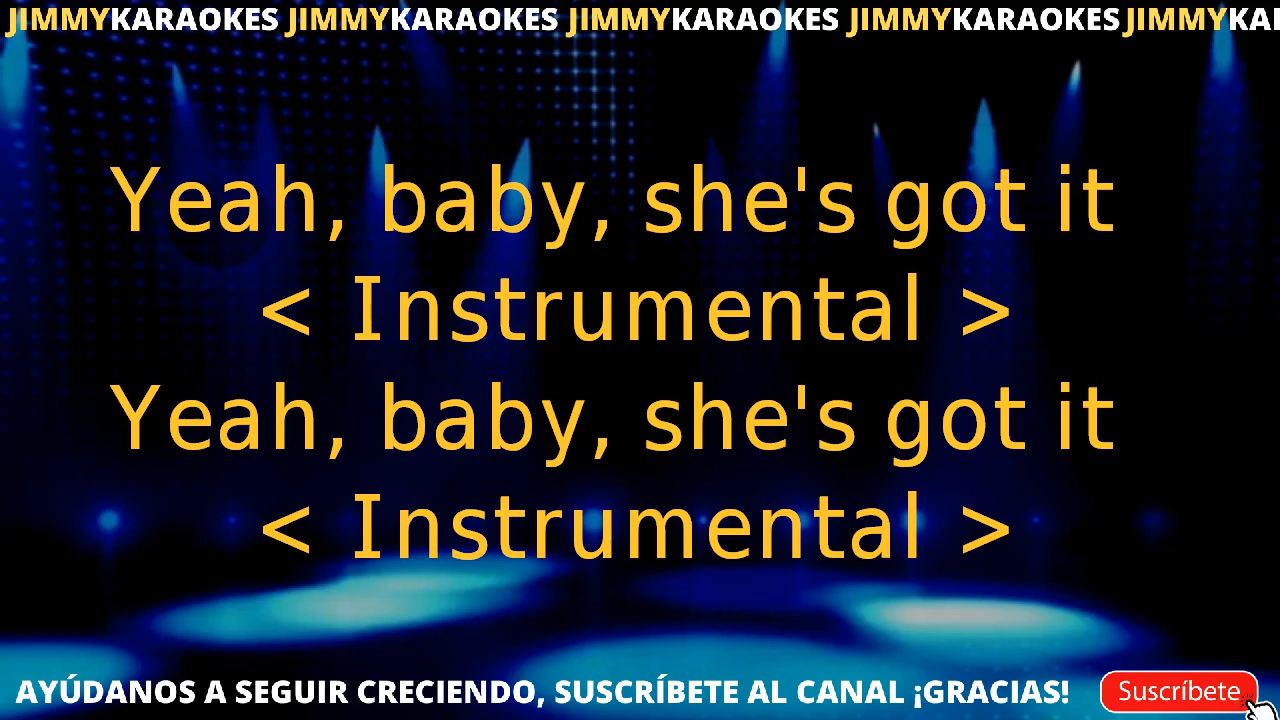 JIMMYKARAOKES JIMMYKARAOKES JIMMYKARAOKES JIMMYKARAOKES JIMMYKA
Yeah, baby, she's got it
< Instrumental >
Yeah, baby, she's got it
< Instrumental >
AYÚDANOS A SEGUIR CRECIENDO, SUSCRÍBETE AL CANAL ¡GRACIAS! Suscríbete